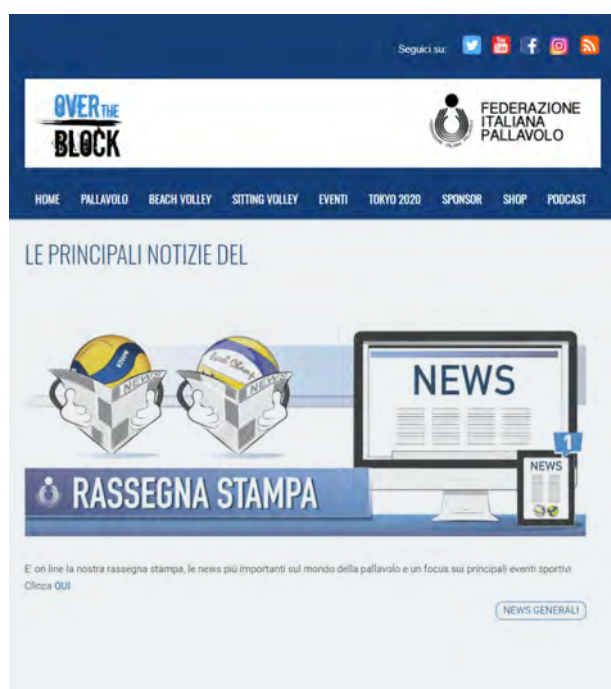 Seguici su:
OVER THE
BLOCK
FEDERAZIONE
ITALIANA
PALLAVOLO
HOME PALLAVOLO BEACH VOLLEY SITTING VOLLEY EVENTI TOKYO 2020 SPONSOR SHOP PODCAST
LE PRINCIPALI NOTIZIE DEL
NEWS
NEWS
NEWS
1
NEWS
RASSEGNA STAMPA
E' on line la nostra rassegna stampa, le news più importanti sul mondo della pallavolo e un focus sui principali eventi sportivi.
Clicca QUI
NEWS GENERALI